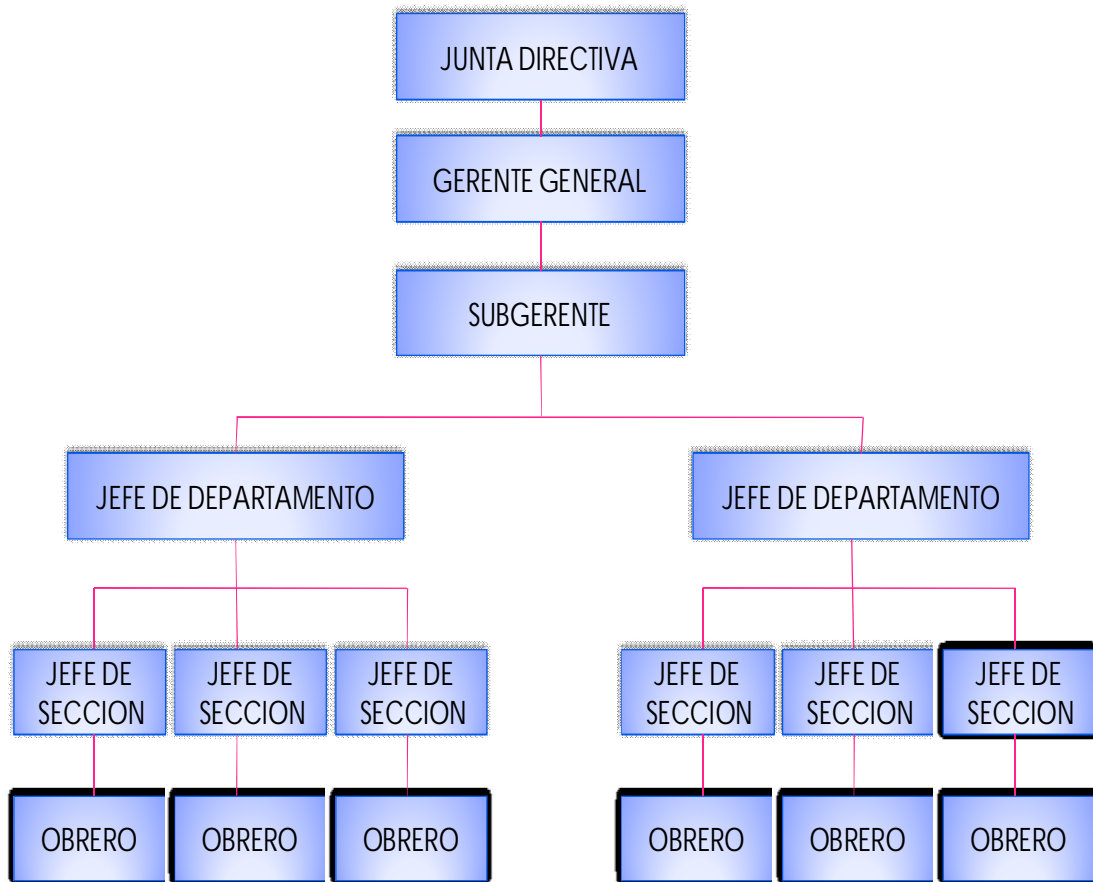 JUNTA DIRECTIVA
GERENTE GENERAL
SUBGERENTE
JEFE DE DEPARTAMENTO
JEFE DE DEPARTAMENTO
JEFE DE
SECCION
JEFE DE
SECCION
JEFE DE
SECCION
JEFE DE
SECCION
JEFE DE
SECCION
JEFE DE
SECCION
OBRERO
OBRERO
OBRERO
OBRERO
OBRERO
OBRERO